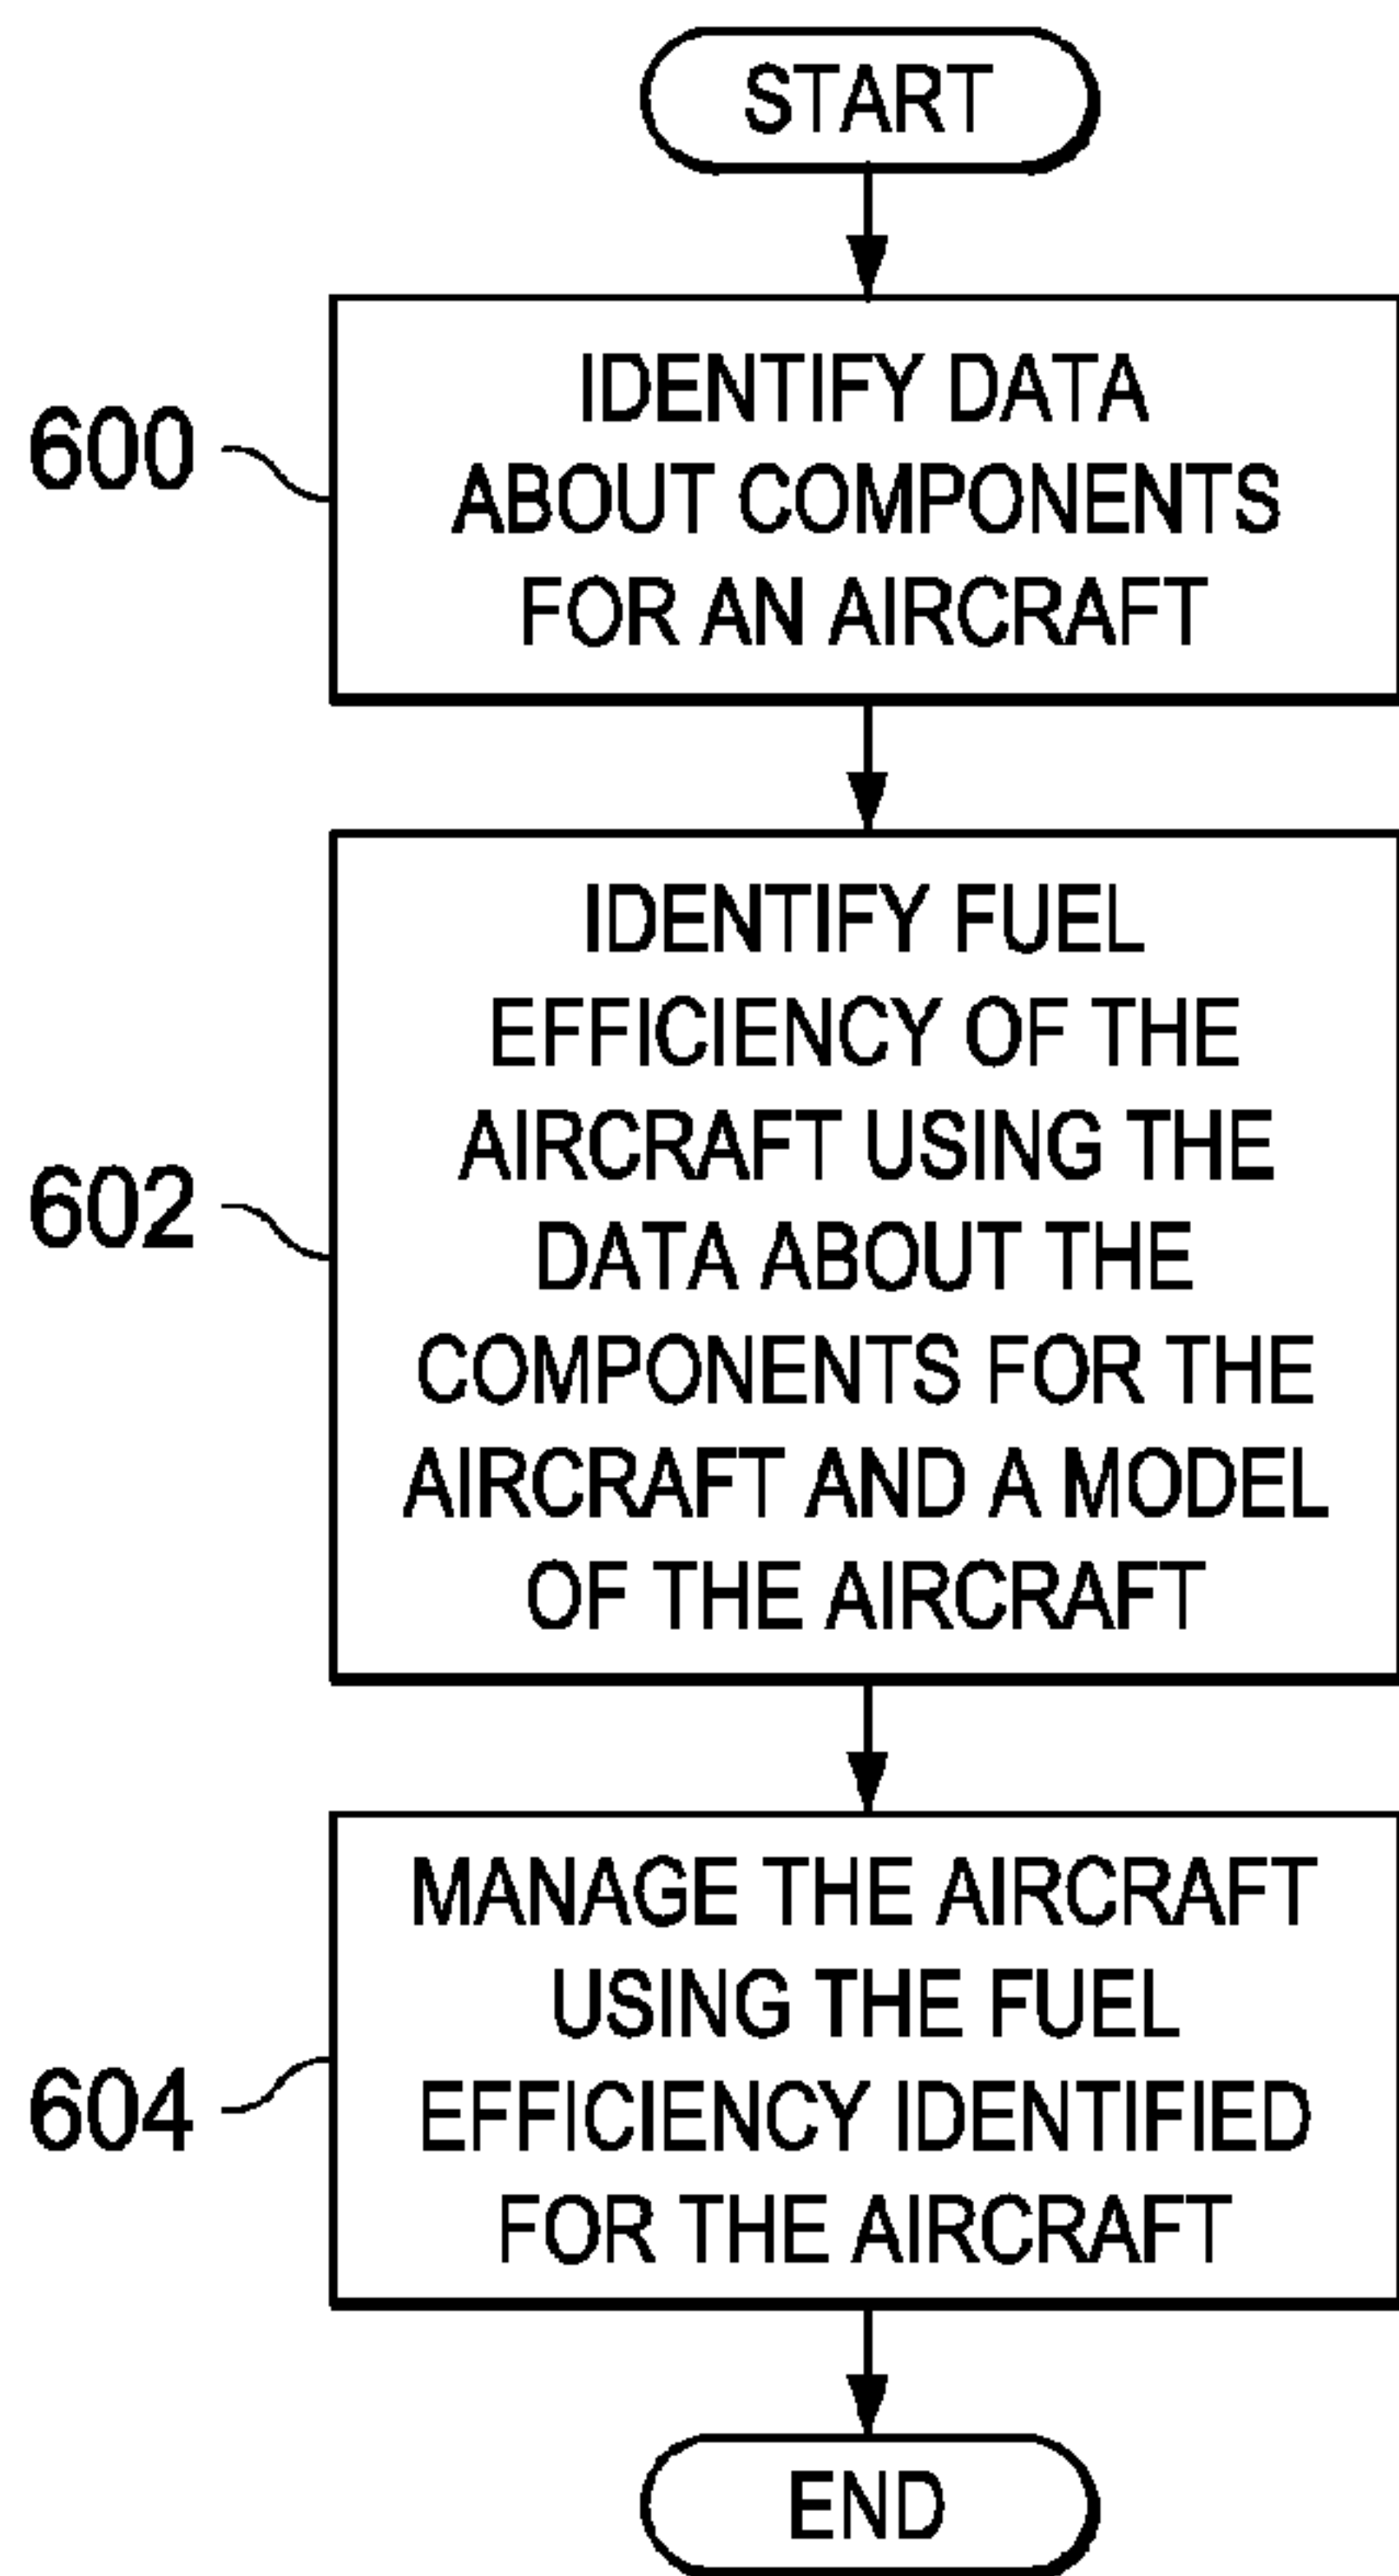 START
600
IDENTIFY DATA
ABOUT COMPONENTS
FOR AN AIRCRAFT
602
IDENTIFY FUEL
EFFICIENCY OF THE
AIRCRAFT USING THE
DATA ABOUT THE
COMPONENTS FOR THE
AIRCRAFT AND A MODEL
OF THE AIRCRAFT
604
MANAGE THE AIRCRAFT
USING THE FUEL
EFFICIENCY IDENTIFIED
FOR THE AIRCRAFT
END